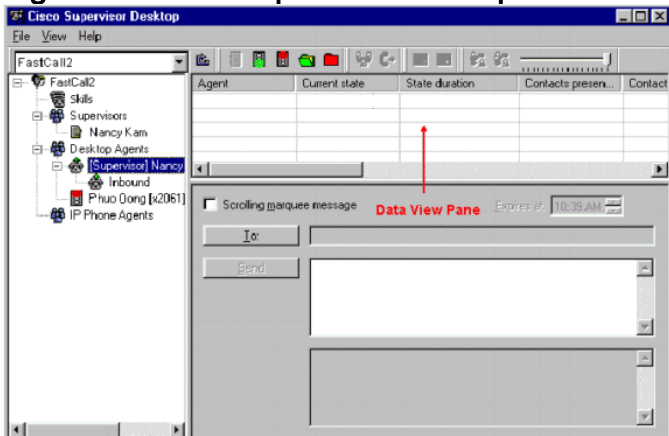 Cisco Supervisor Desktop
File View Help
FastCall2
FastCall2
Skills
Supervisors
Nancy Kam
Desktop Agents
[Supervisor] Nancy
Inbound
Phuo Dong [x2061]
IP Phone Agents
Agent Current state State duration Contacts presen... Contact
Scrolling marquee message
Data View Pane
Expires at: 10:39 AM
To:
Send